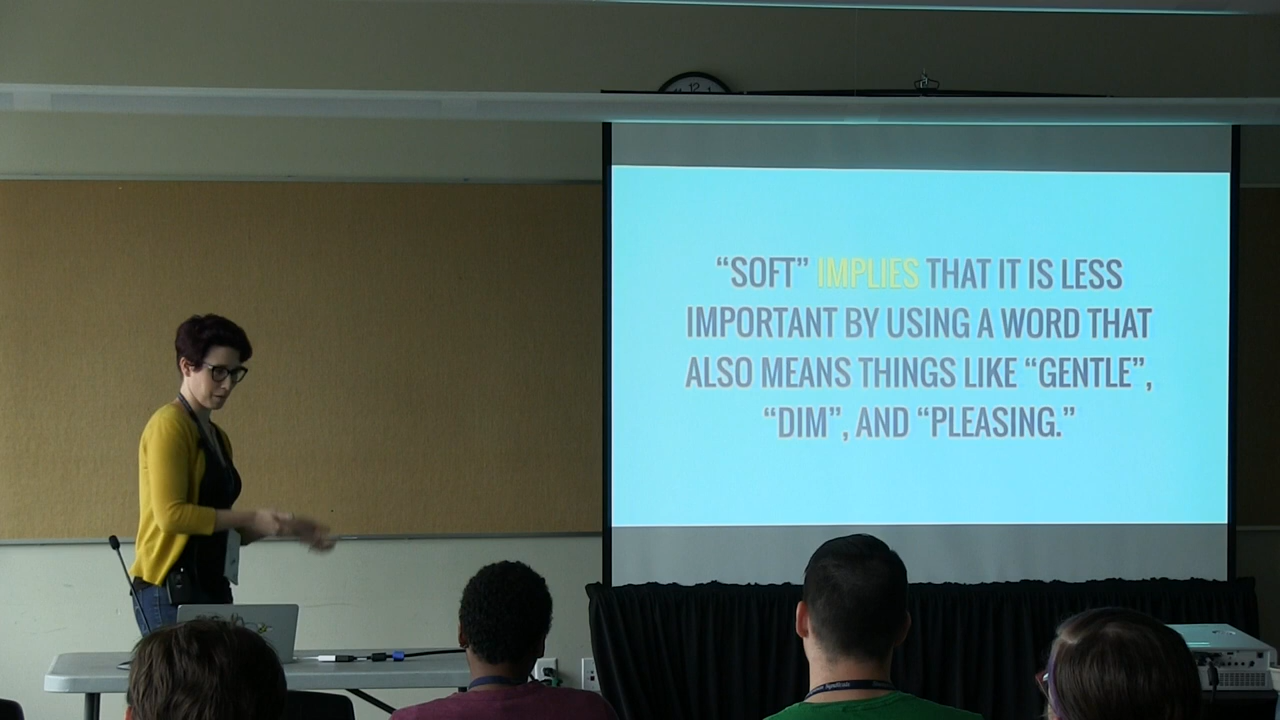 12
“SOFT” IMPLIES THAT IT IS LESS
IMPORTANT BY USING A WORD THAT
ALSO MEANS THINGS LIKE “GENTLE”,
“DIM”, AND “PLEASING.”